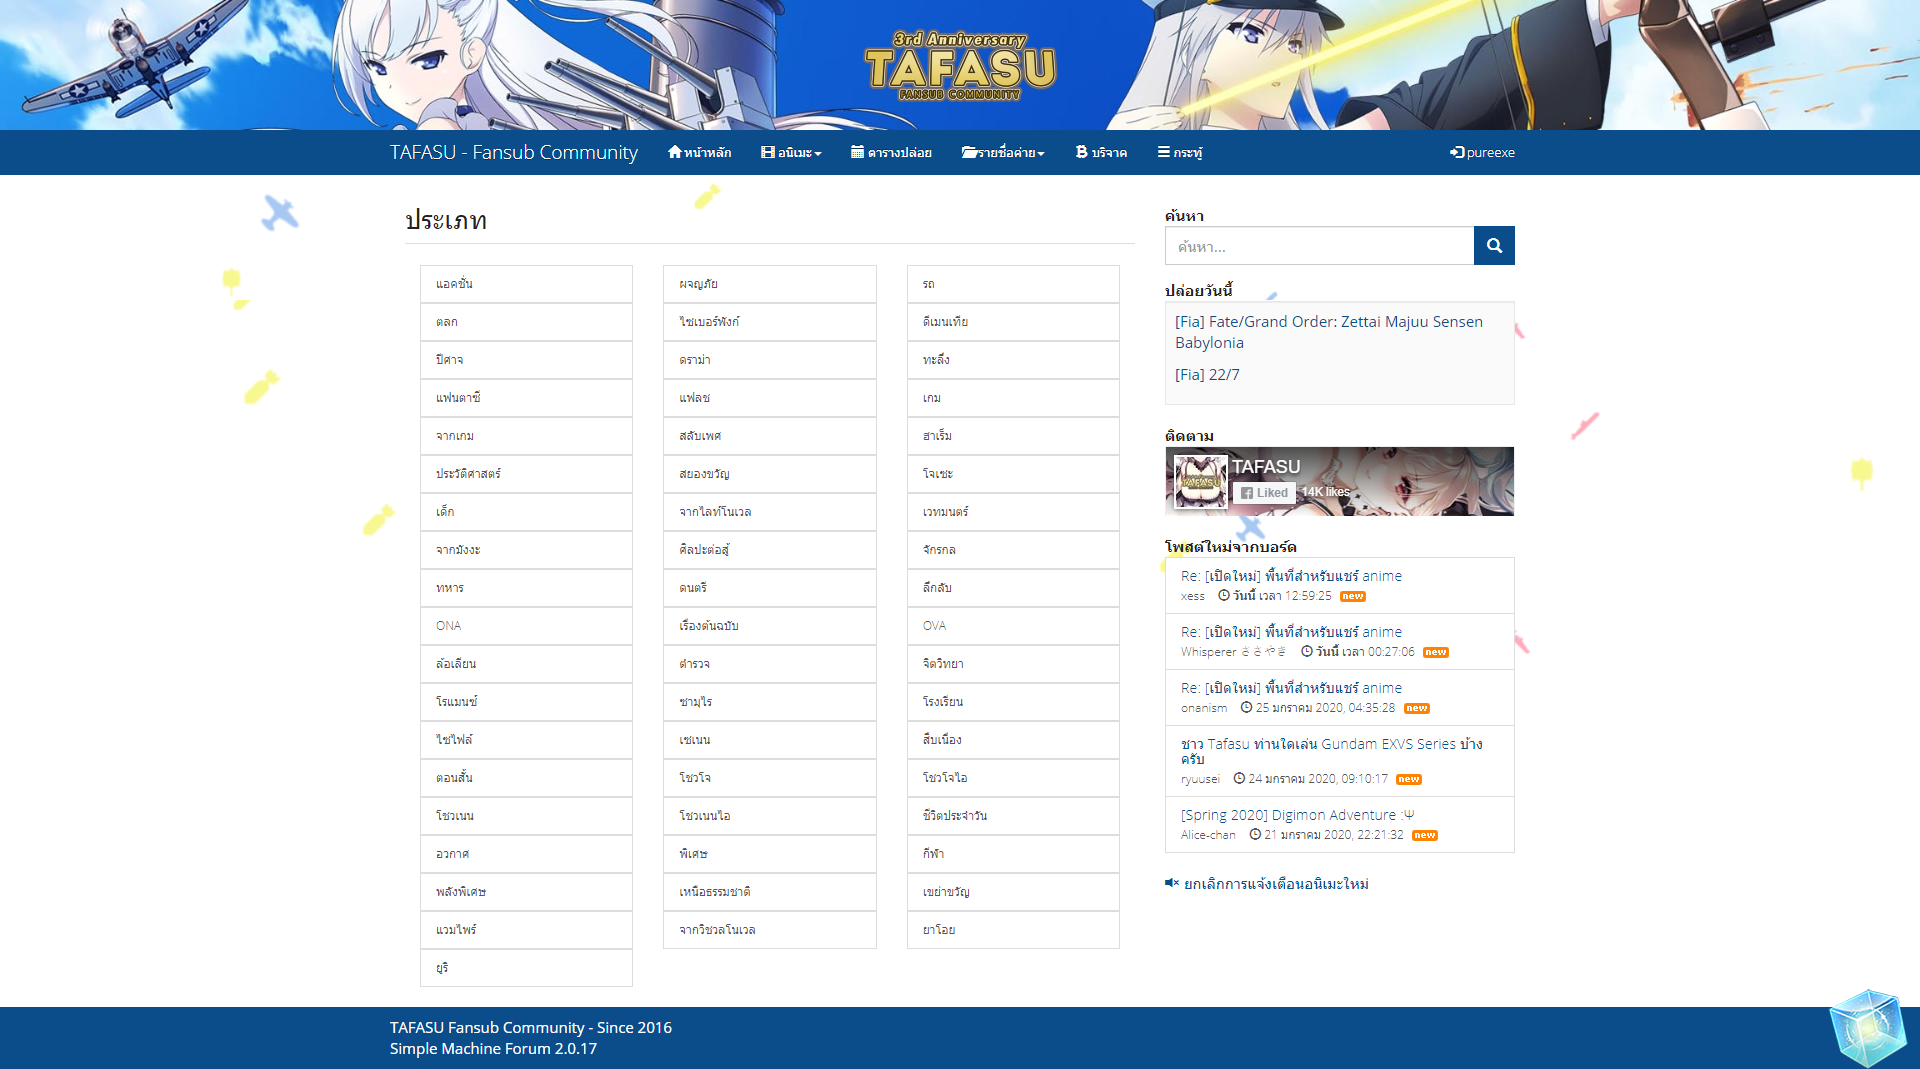 3rd Anniversary
TAFASU
FANSUB COMMUNITY
TAFASU - Fansub Community
หน้าหลัก
อนิเมะ
ตารางปล่อย
รายชื่อค่าย
บริจาค
กระทู้
pureexe
ประเภท
แอคชั่น
ผจญภัย
รถ
ตลก
ไซเบอร์พังก์
ดีเมนเทีย
ปีศาจ
ดราม่า
ทะลึ่ง
แฟนตาซี
แฟลช
เกม
จากเกม
สลับเพศ
ฮาเร็ม
ประวัติศาสตร์
สยองขวัญ
โจเซะ
เด็ก
จากไลท์โนเวล
เวทมนตร์
จากมังงะ
ศิลปะต่อสู้
จักรกล
ทหาร
ดนตรี
ลึกลับ
ONA
เรื่องต้นฉบับ
OVA
ล้อเลียน
ตำรวจ
จิตวิทยา
โรแมนซ์
ซามุไร
โรงเรียน
ไซไฟล์
เซเนน
สืบเนื่อง
ตอนสั้น
โชวโจ
โชวโจไอ
โชวเนน
โชวเนนไอ
ชีวิตประจำวัน
อวกาศ
พิเศษ
กีฬา
พลังพิเศษ
เหนือธรรมชาติ
เขย่าขวัญ
แวมไพร์
จากวิชวลโนเวล
ยาโอย
ยูริ
ค้นหา
ค้นหา...
ปล่อยวันนี้
[Fia] Fate/Grand Order: Zettai Majuu Sensen
Babylonia
[Fia] 22/7
ติดตาม
TAFASU
TAFASU
Liked
14K likes
โพสต์ใหม่จากบอร์ด
Re: [เปิดใหม่] พื้นที่สำหรับแชร์ anime
xess วันนี้ เวลา 12:59:25 new
Re: [เปิดใหม่] พื้นที่สำหรับแชร์ anime
Whisperer ささやき วันนี้ เวลา 00:27:06 new
Re: [เปิดใหม่] พื้นที่สำหรับแชร์ anime
onanism 25 มกราคม 2020, 04:35:28 new
ชาว Tafasu ท่านใดเล่น Gundam EXVS Series บ้าง
ครับ
ryuusei 24 มกราคม 2020, 09:10:17 new
[Spring 2020] Digimon Adventure :Ψ
Alice-chan 21 มกราคม 2020, 22:21:32 new
ยกเลิกการแจ้งเตือนอนิเมะใหม่
TAFASU Fansub Community - Since 2016
Simple Machine Forum 2.0.17